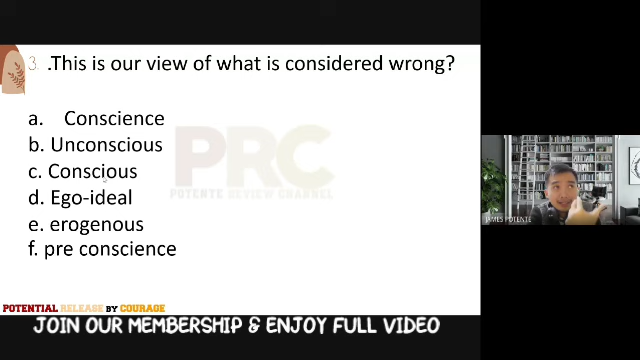 3. .This is our view of what is considered wrong?
a. Conscience
b. Unconscious
c. Conscious
d. Ego-ideal
e. erogenous
f. pre conscience
PRC
POTENTE REVIEW CHANNEL
JAMES POTENTE
POTENTIAL RELEASE BY COURAGE
JOIN OUR MEMBERSHIP & ENJOY FULL VIDEO